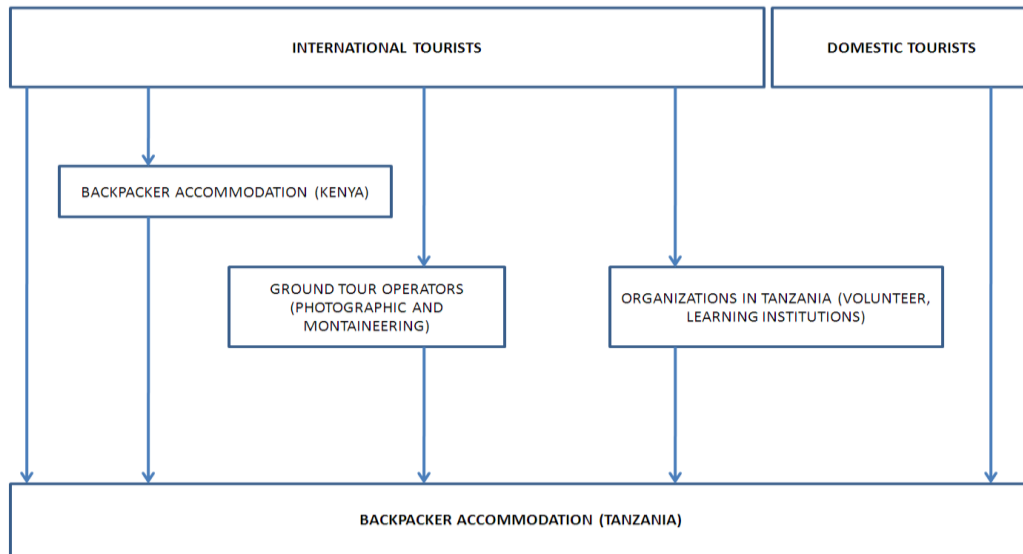 INTERNATIONAL TOURISTS
DOMESTIC TOURISTS
BACKPACKER ACCOMMODATION (KENYA)
GROUND TOUR OPERATORS
(PHOTOGRAPHIC AND
MONTAINEERING)
ORGANIZATIONS IN TANZANIA (VOLUNTEER,
LEARNING INSTITUTIONS)
BACKPACKER ACCOMMODATION (TANZANIA)